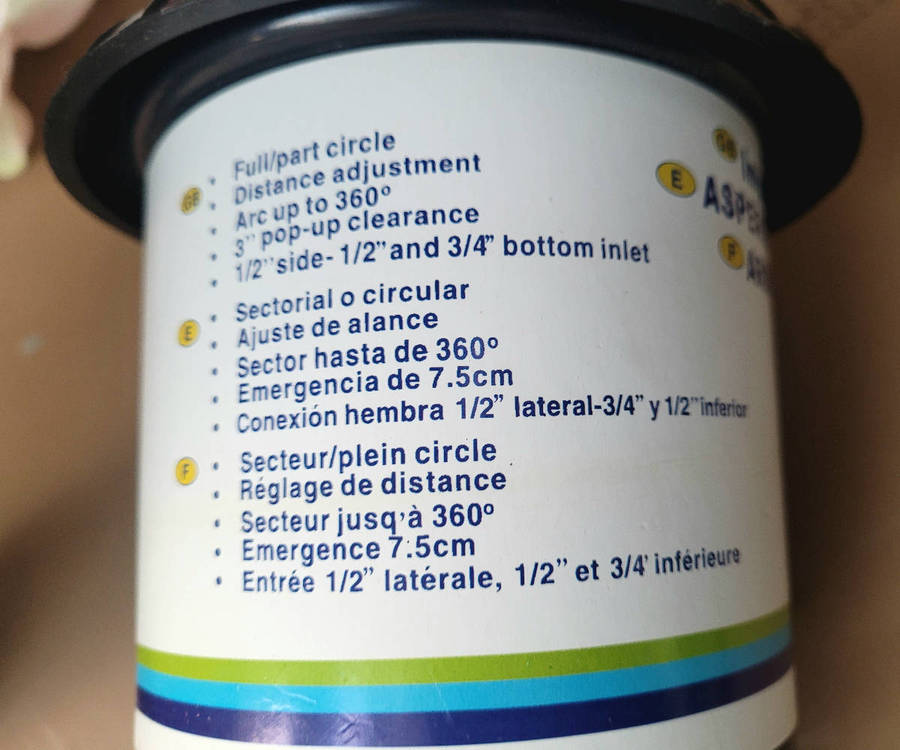 GB
• Full/part circle
• Distance adjustment
• Arc up to 360º
• 3" pop-up clearance
• 1/2" side- 1/2" and 3/4" bottom inlet
E
• Sectorial o circular
• Ajuste de alance
• Sector hasta de 360º
• Emergencia de 7.5cm
• Conexión hembra 1/2" lateral-3/4" y 1/2" inferior
F
• Secteur/plein circle
• Réglage de distance
• Secteur jusq'à 360º
• Emergence 7.5cm
• Entrée 1/2" latérale, 1/2" et 3/4' inférieure
GB
E
F